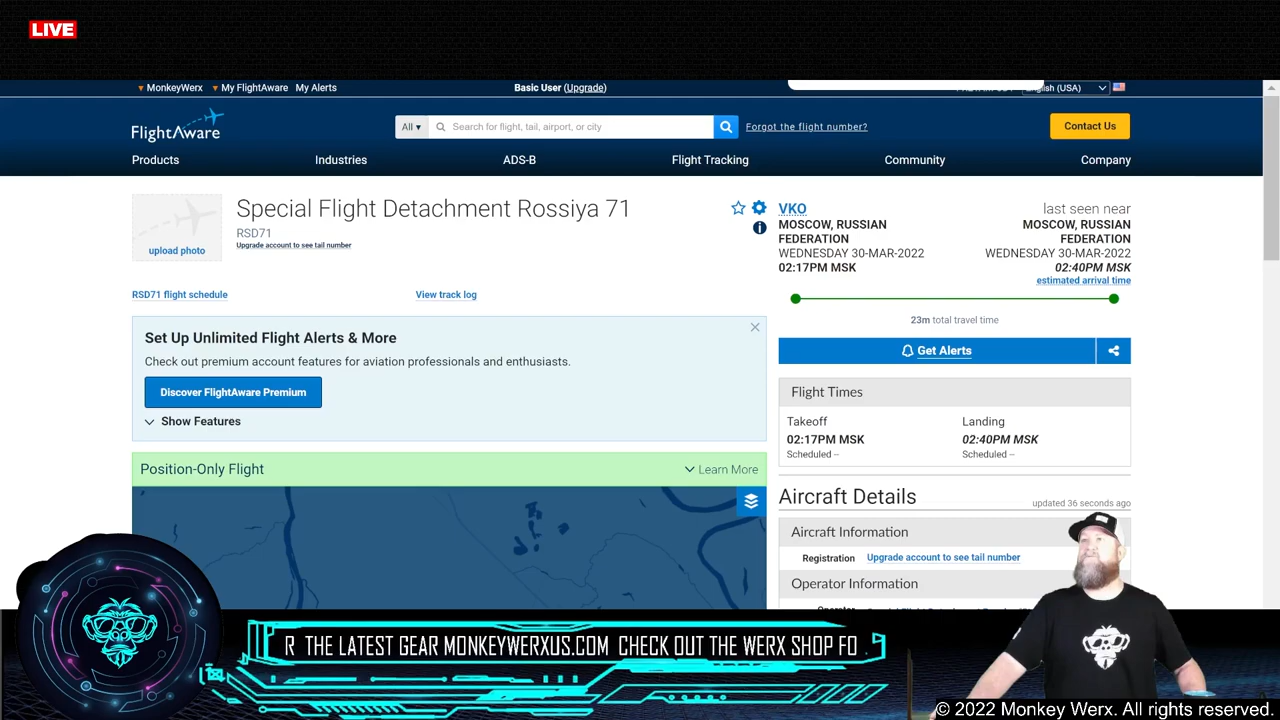 LIVE
MonkeyWerx My FlightAware My Alerts
Basic User (Upgrade)
English (USA)
FlightAware
All
Search for flight, tail, airport, or city
Forgot the flight number?
Contact Us
Products Industries ADS-B Flight Tracking Community Company
upload photo
Special Flight Detachment Rossiya 71
RSD71
Upgrade account to see tail number
RSD71 flight schedule
View track log
Set Up Unlimited Flight Alerts & More
Check out premium account features for aviation professionals and enthusiasts.
Discover FlightAware Premium
Show Features
Position-Only Flight
Learn More
VKO
MOSCOW, RUSSIAN
FEDERATION
WEDNESDAY 30-MAR-2022
02:17PM MSK
last seen near
MOSCOW, RUSSIAN
FEDERATION
WEDNESDAY 30-MAR-2022
02:40PM MSK
estimated arrival time
23m total travel time
Get Alerts
Flight Times
Takeoff
02:17PM MSK
Scheduled --
Landing
02:40PM MSK
Scheduled --
Aircraft Details
updated 36 seconds ago
Aircraft Information
Registration Upgrade account to see tail number
Operator Information
R THE LATEST GEAR MONKEYWERXUS.COM CHECK OUT THE WERX SHOP FO
© 2022 Monkey Werx. All rights reserved.